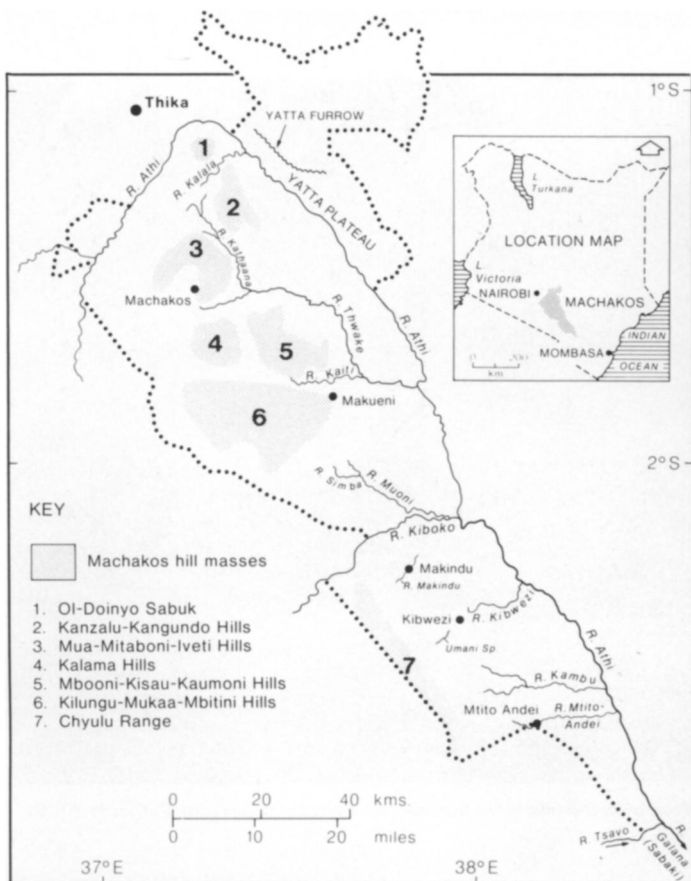 1°S
Thika
YATTA FURROW
1
R. Athi
R. Kalala
YATTA PLATEAU
2
R. Kathaana
3
Machakos
R. Thwake
R. Athi
4
5
R. Kaiti
Makueni
6
LOCATION MAP
L. Turkana
L. Victoria
NAIROBI
MACHAKOS
MOMBASA
INDIAN
OCEAN
0 200
km
2°S
R. Simba
R. Muoni
R. Kiboko
Makindu
R. Makindu
Kibwezi
R. Kibwezi
Umani Sp.
R. Athi
7
R. Kambu
Mtito Andei
R. Mtito-
Andei
R. Tsavo
R.
Galana
(Sabaki)
KEY
Machakos hill masses
1. Ol-Doinyo Sabuk
2. Kanzalu-Kangundo Hills
3. Mua-Mitaboni-Iveti Hills
4. Kalama Hills
5. Mbooni-Kisau-Kaumoni Hills
6. Kilungu-Mukaa-Mbitini Hills
7. Chyulu Range
0 20 40 kms
0 10 20 miles
37°E
38°E